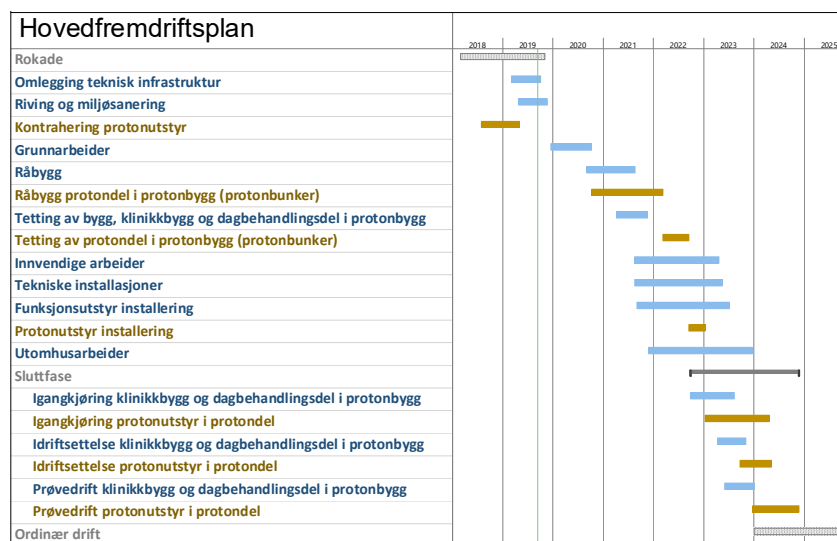 Hovedfremdriftsplan
2018 2019 2020 2021 2022 2023 2024 2025
Rokade
Omlegging teknisk infrastruktur
Riving og miljøsanering
Kontrahering protonutstyr
Grunnarbeider
Råbygg
Råbygg protondel i protonbygg (protonbunker)
Tetting av bygg, klinikkbygg og dagbehandlingsdel i protonbygg
Tetting av protondel i protonbygg (protonbunker)
Innvendige arbeider
Tekniske installasjoner
Funksjonsutstyr installering
Protonutstyr installering
Utomhusarbeider
Sluttfase
Igangkjøring klinikkbygg og dagbehandlingsdel i protonbygg
Igangkjøring protonutstyr i protondel
Idriftsettelse klinikkbygg og dagbehandlingsdel i protonbygg
Idriftsettelse protonutstyr i protondel
Prøvedrift klinikkbygg og dagbehandlingsdel i protonbygg
Prøvedrift protonutstyr i protondel
Ordinær drift